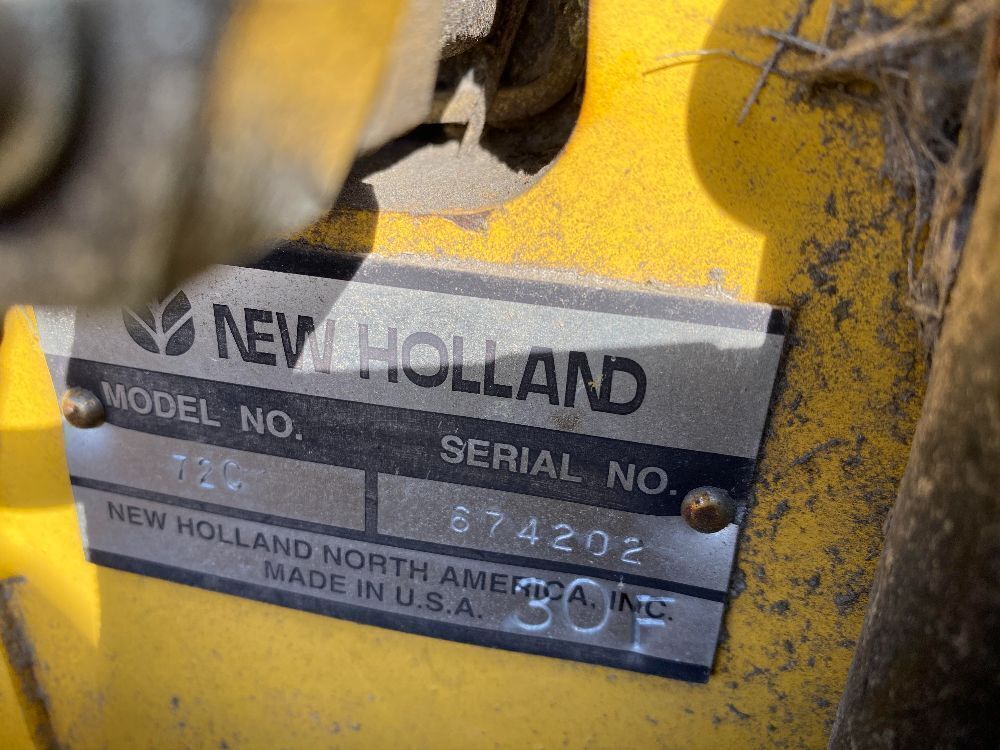 NEW HOLLAND
MODEL NO.
SERIAL NO.
72C
674202
NEW HOLLAND NORTH AMERICA, INC.
MADE IN U.S.A.
30F